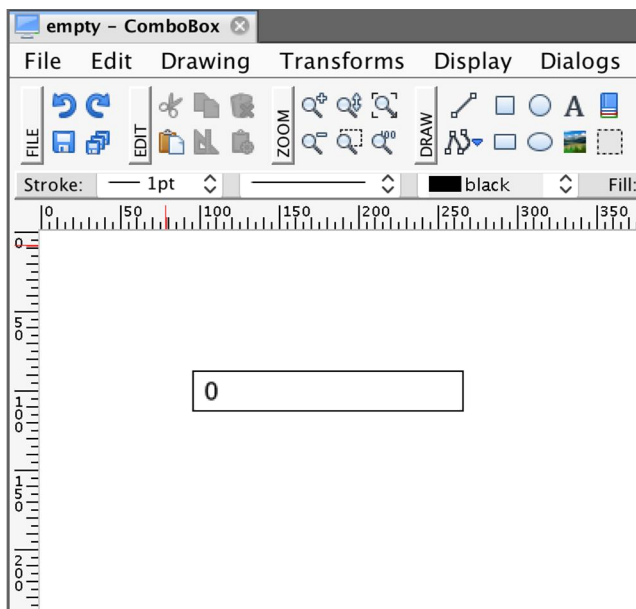 empty - ComboBox
File Edit Drawing Transforms Display Dialogs
FILE EDIT ZOOM DRAW
100 A
Stroke: 1pt black Fill:
0 50 100 150 200 250 300 350
0
50
100
150
200
0